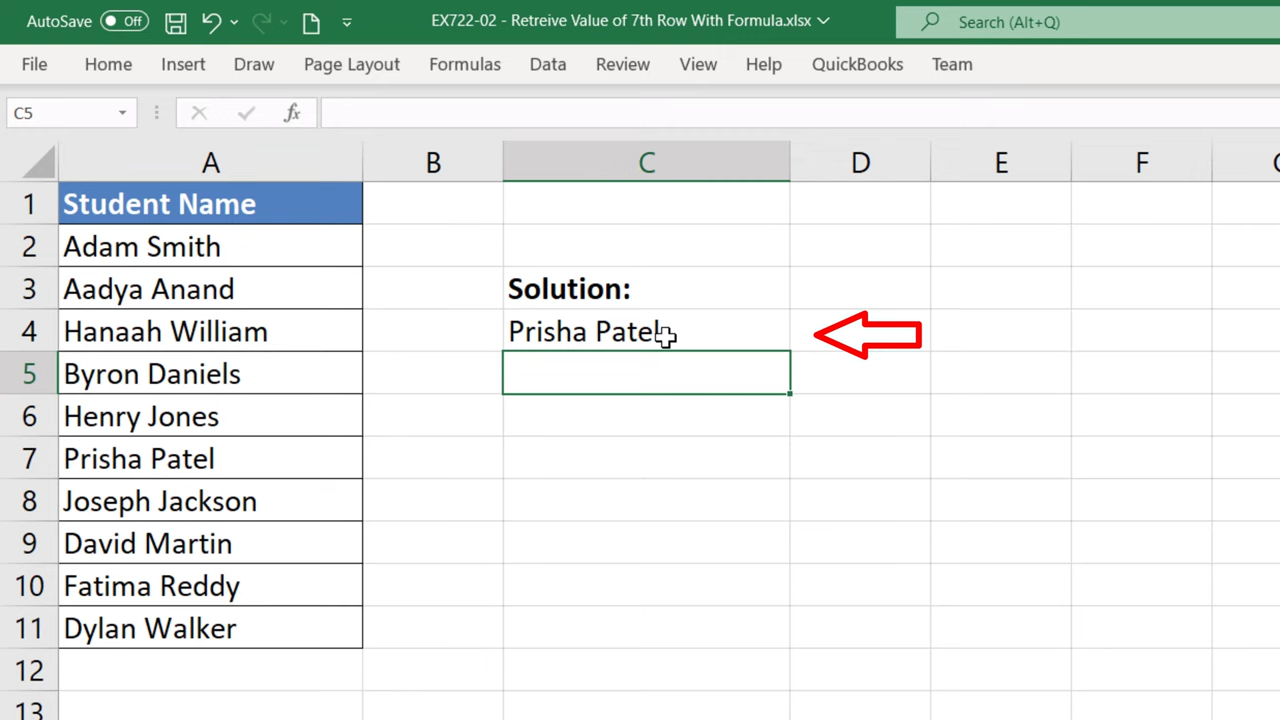 AutoSave Off EX722-02 - Retreive Value of 7th Row With Formula.xlsx Search (Alt+Q)
File Home Insert Draw Page Layout Formulas Data Review View Help QuickBooks Team
C5 fx
A B C D E F
1 Student Name
2 Adam Smith
3 Aadya Anand Solution:
4 Hanaah William Prisha Patel
5 Byron Daniels
6 Henry Jones
7 Prisha Patel
8 Joseph Jackson
9 David Martin
10 Fatima Reddy
11 Dylan Walker
12
13